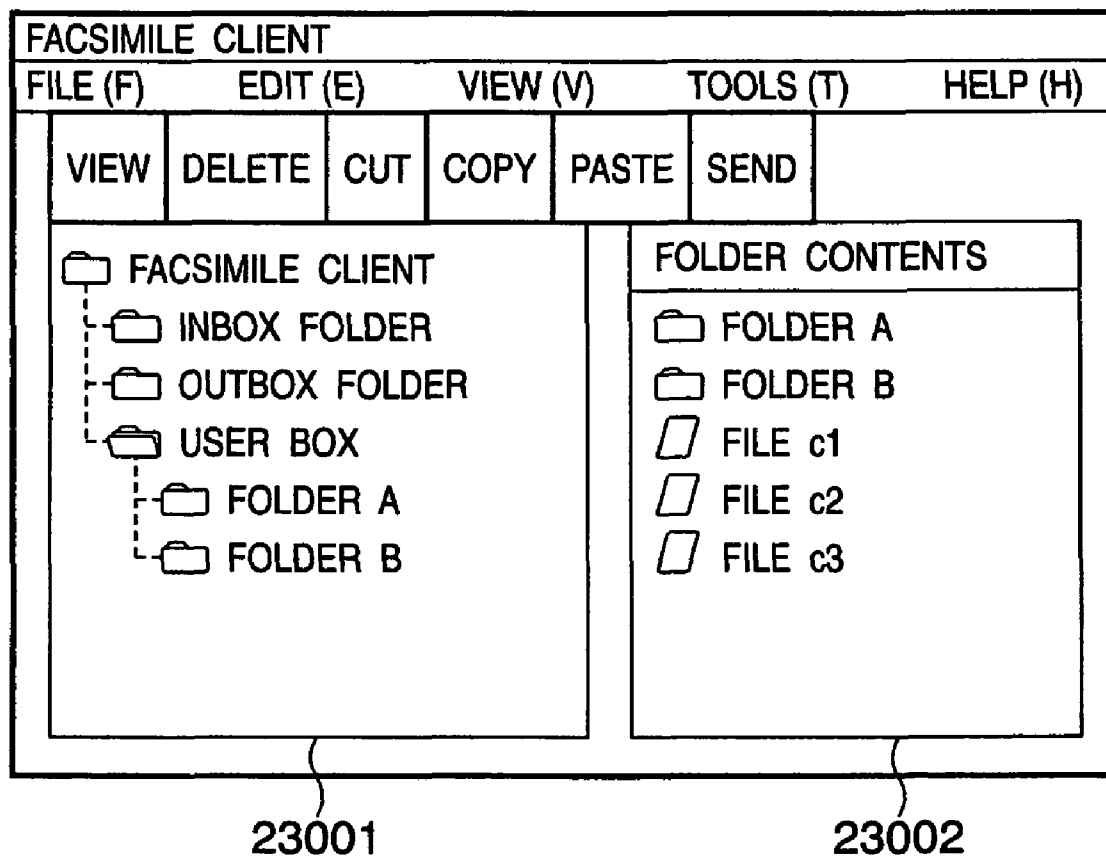 FACSIMILE CLIENT
FILE (F) EDIT (E) VIEW (V) TOOLS (T) HELP (H)
VIEW DELETE CUT COPY PASTE SEND
FACSIMILE CLIENT
INBOX FOLDER
OUTBOX FOLDER
USER BOX
FOLDER A
FOLDER B
FOLDER CONTENTS
FOLDER A
FOLDER B
FILE c1
FILE c2
FILE c3
23001
23002